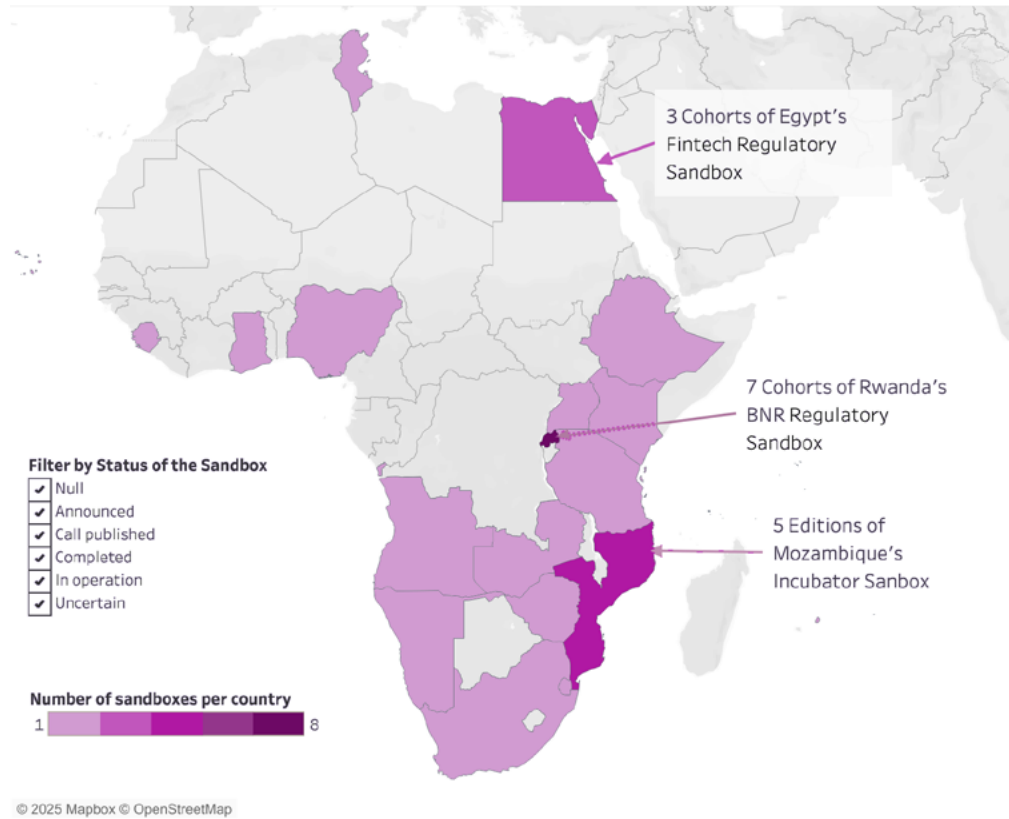 3 Cohorts of Egypt's
Fintech Regulatory
Sandbox
7 Cohorts of Rwanda's
BNR Regulatory
Sandbox
5 Editions of
Mozambique's
Incubator Sanbox
Filter by Status of the Sandbox
Null
Announced
Call published
Completed
In operation
Uncertain
Number of sandboxes per country
1 8
© 2025 Mapbox © OpenStreetMap